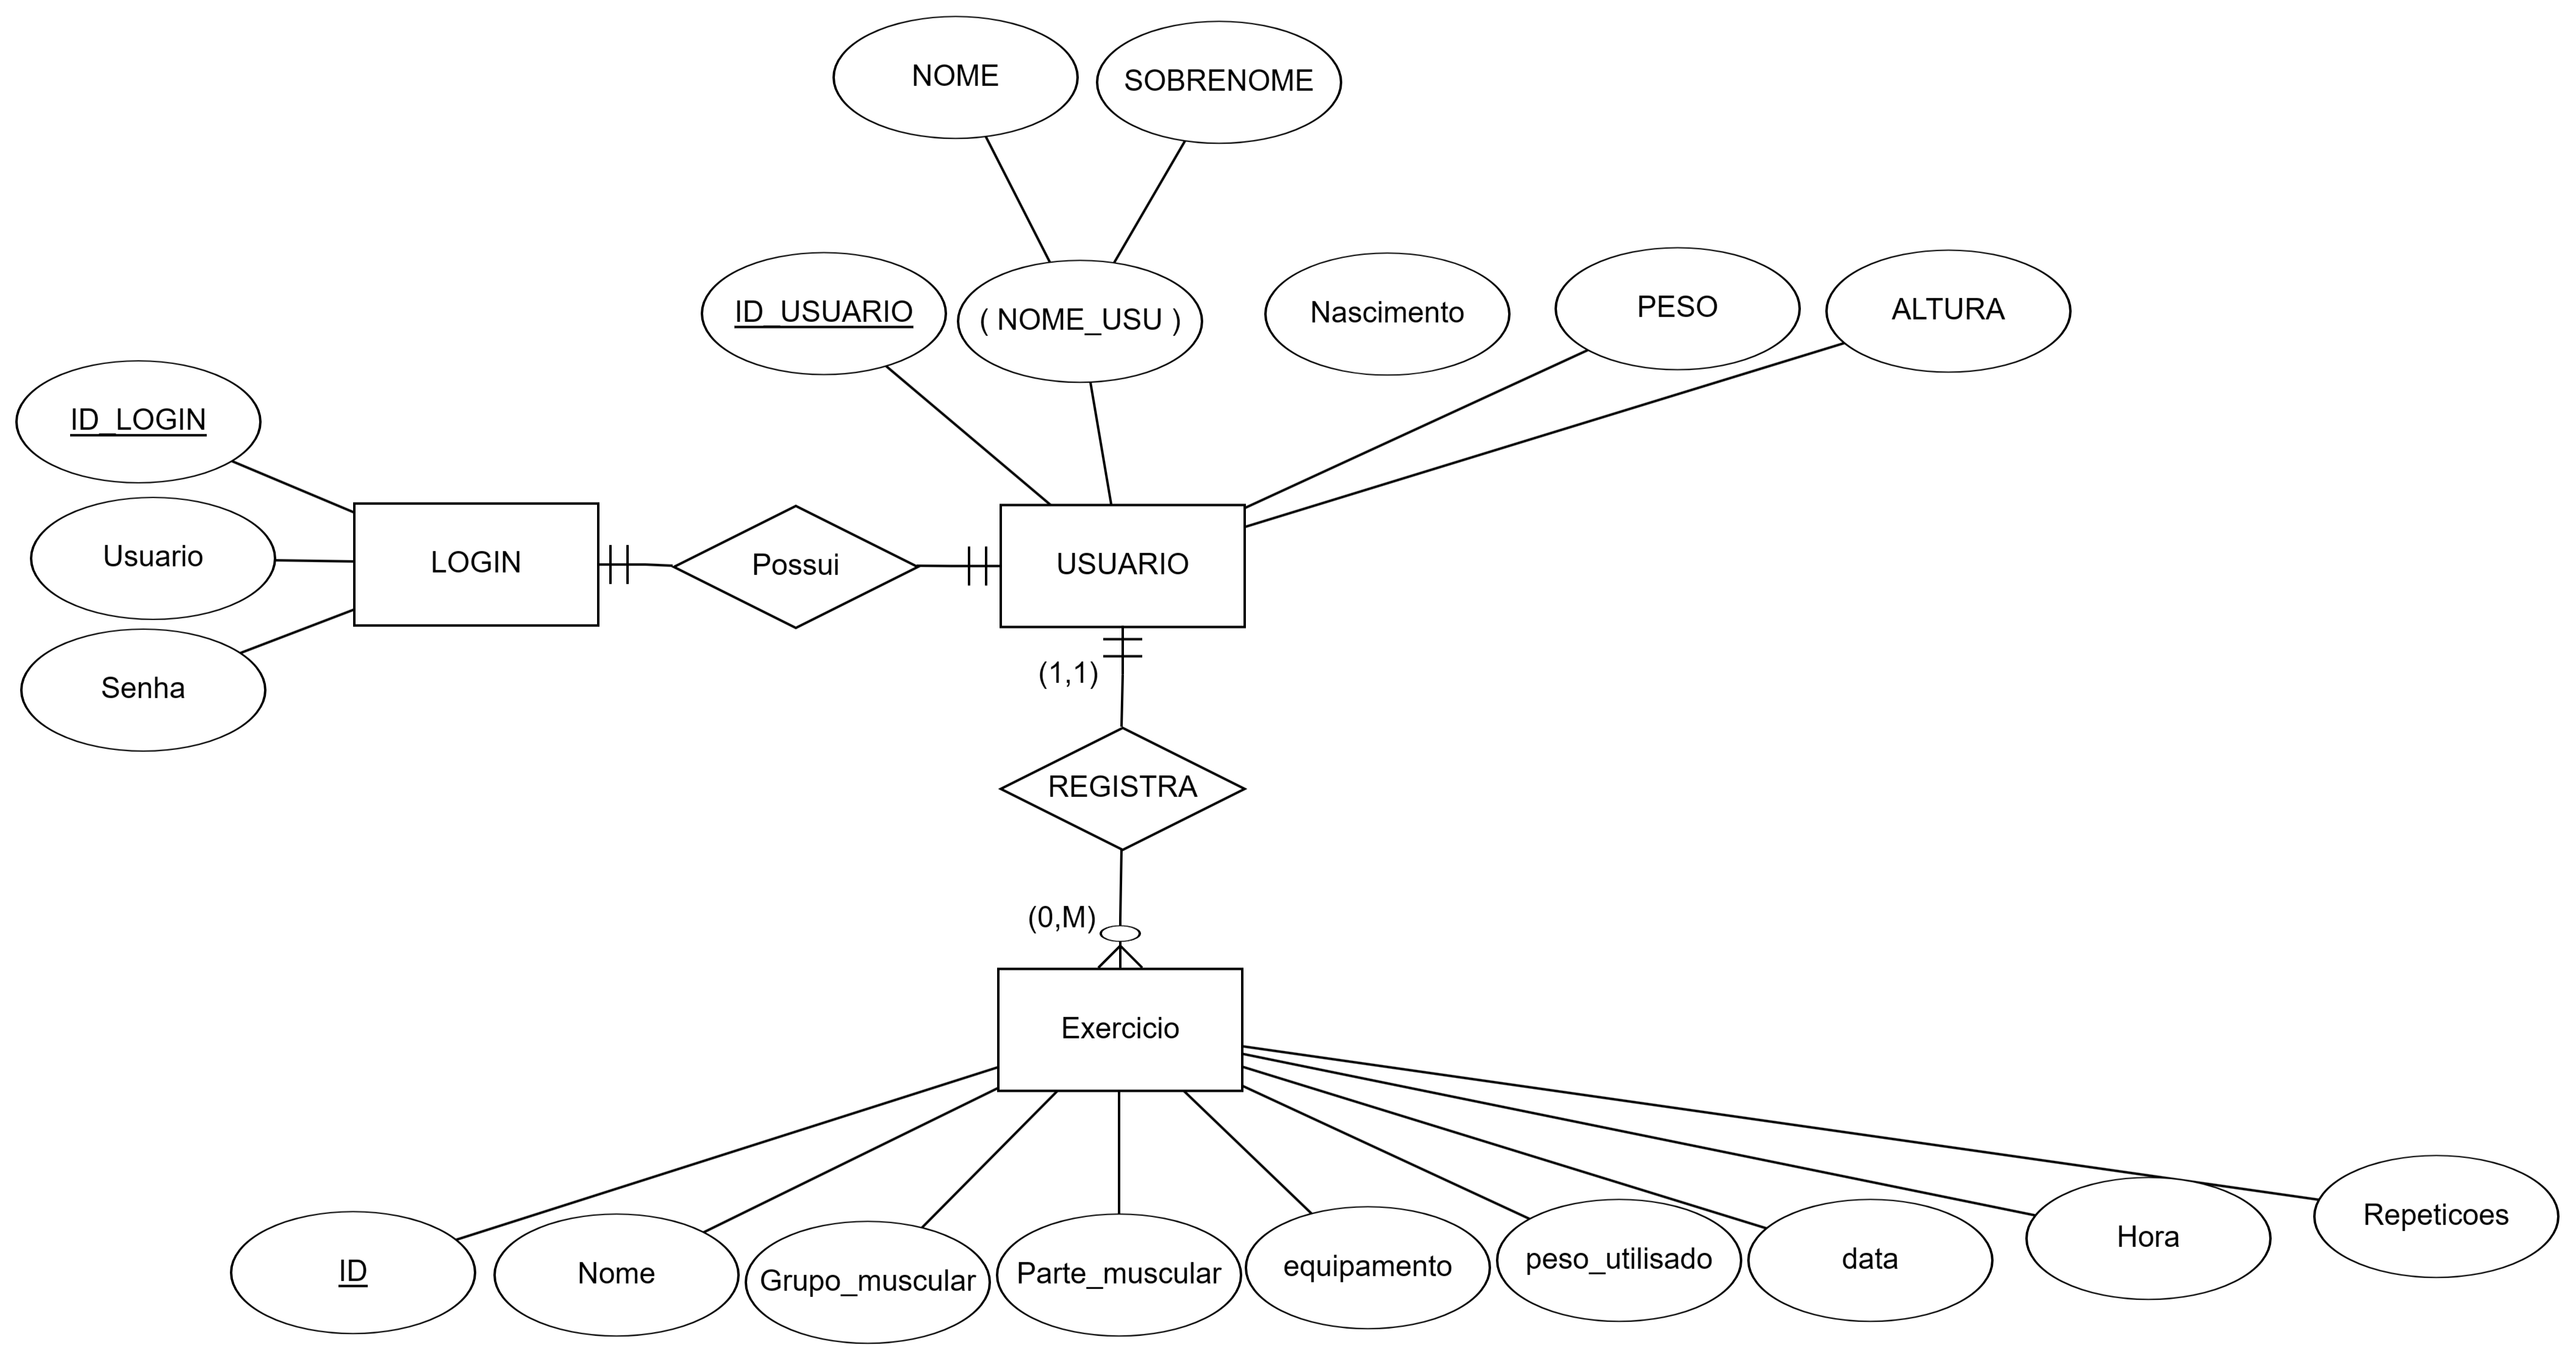 NOME
SOBRENOME
ID_USUARIO
( NOME_USU )
Nascimento
PESO
ALTURA
ID_LOGIN
Usuario
Senha
LOGIN
Possui
USUARIO
(1,1)
REGISTRA
(0,M)
Exercicio
ID
Nome
Grupo_muscular
Parte_muscular
equipamento
peso_utilisado
data
Hora
Repeticoes